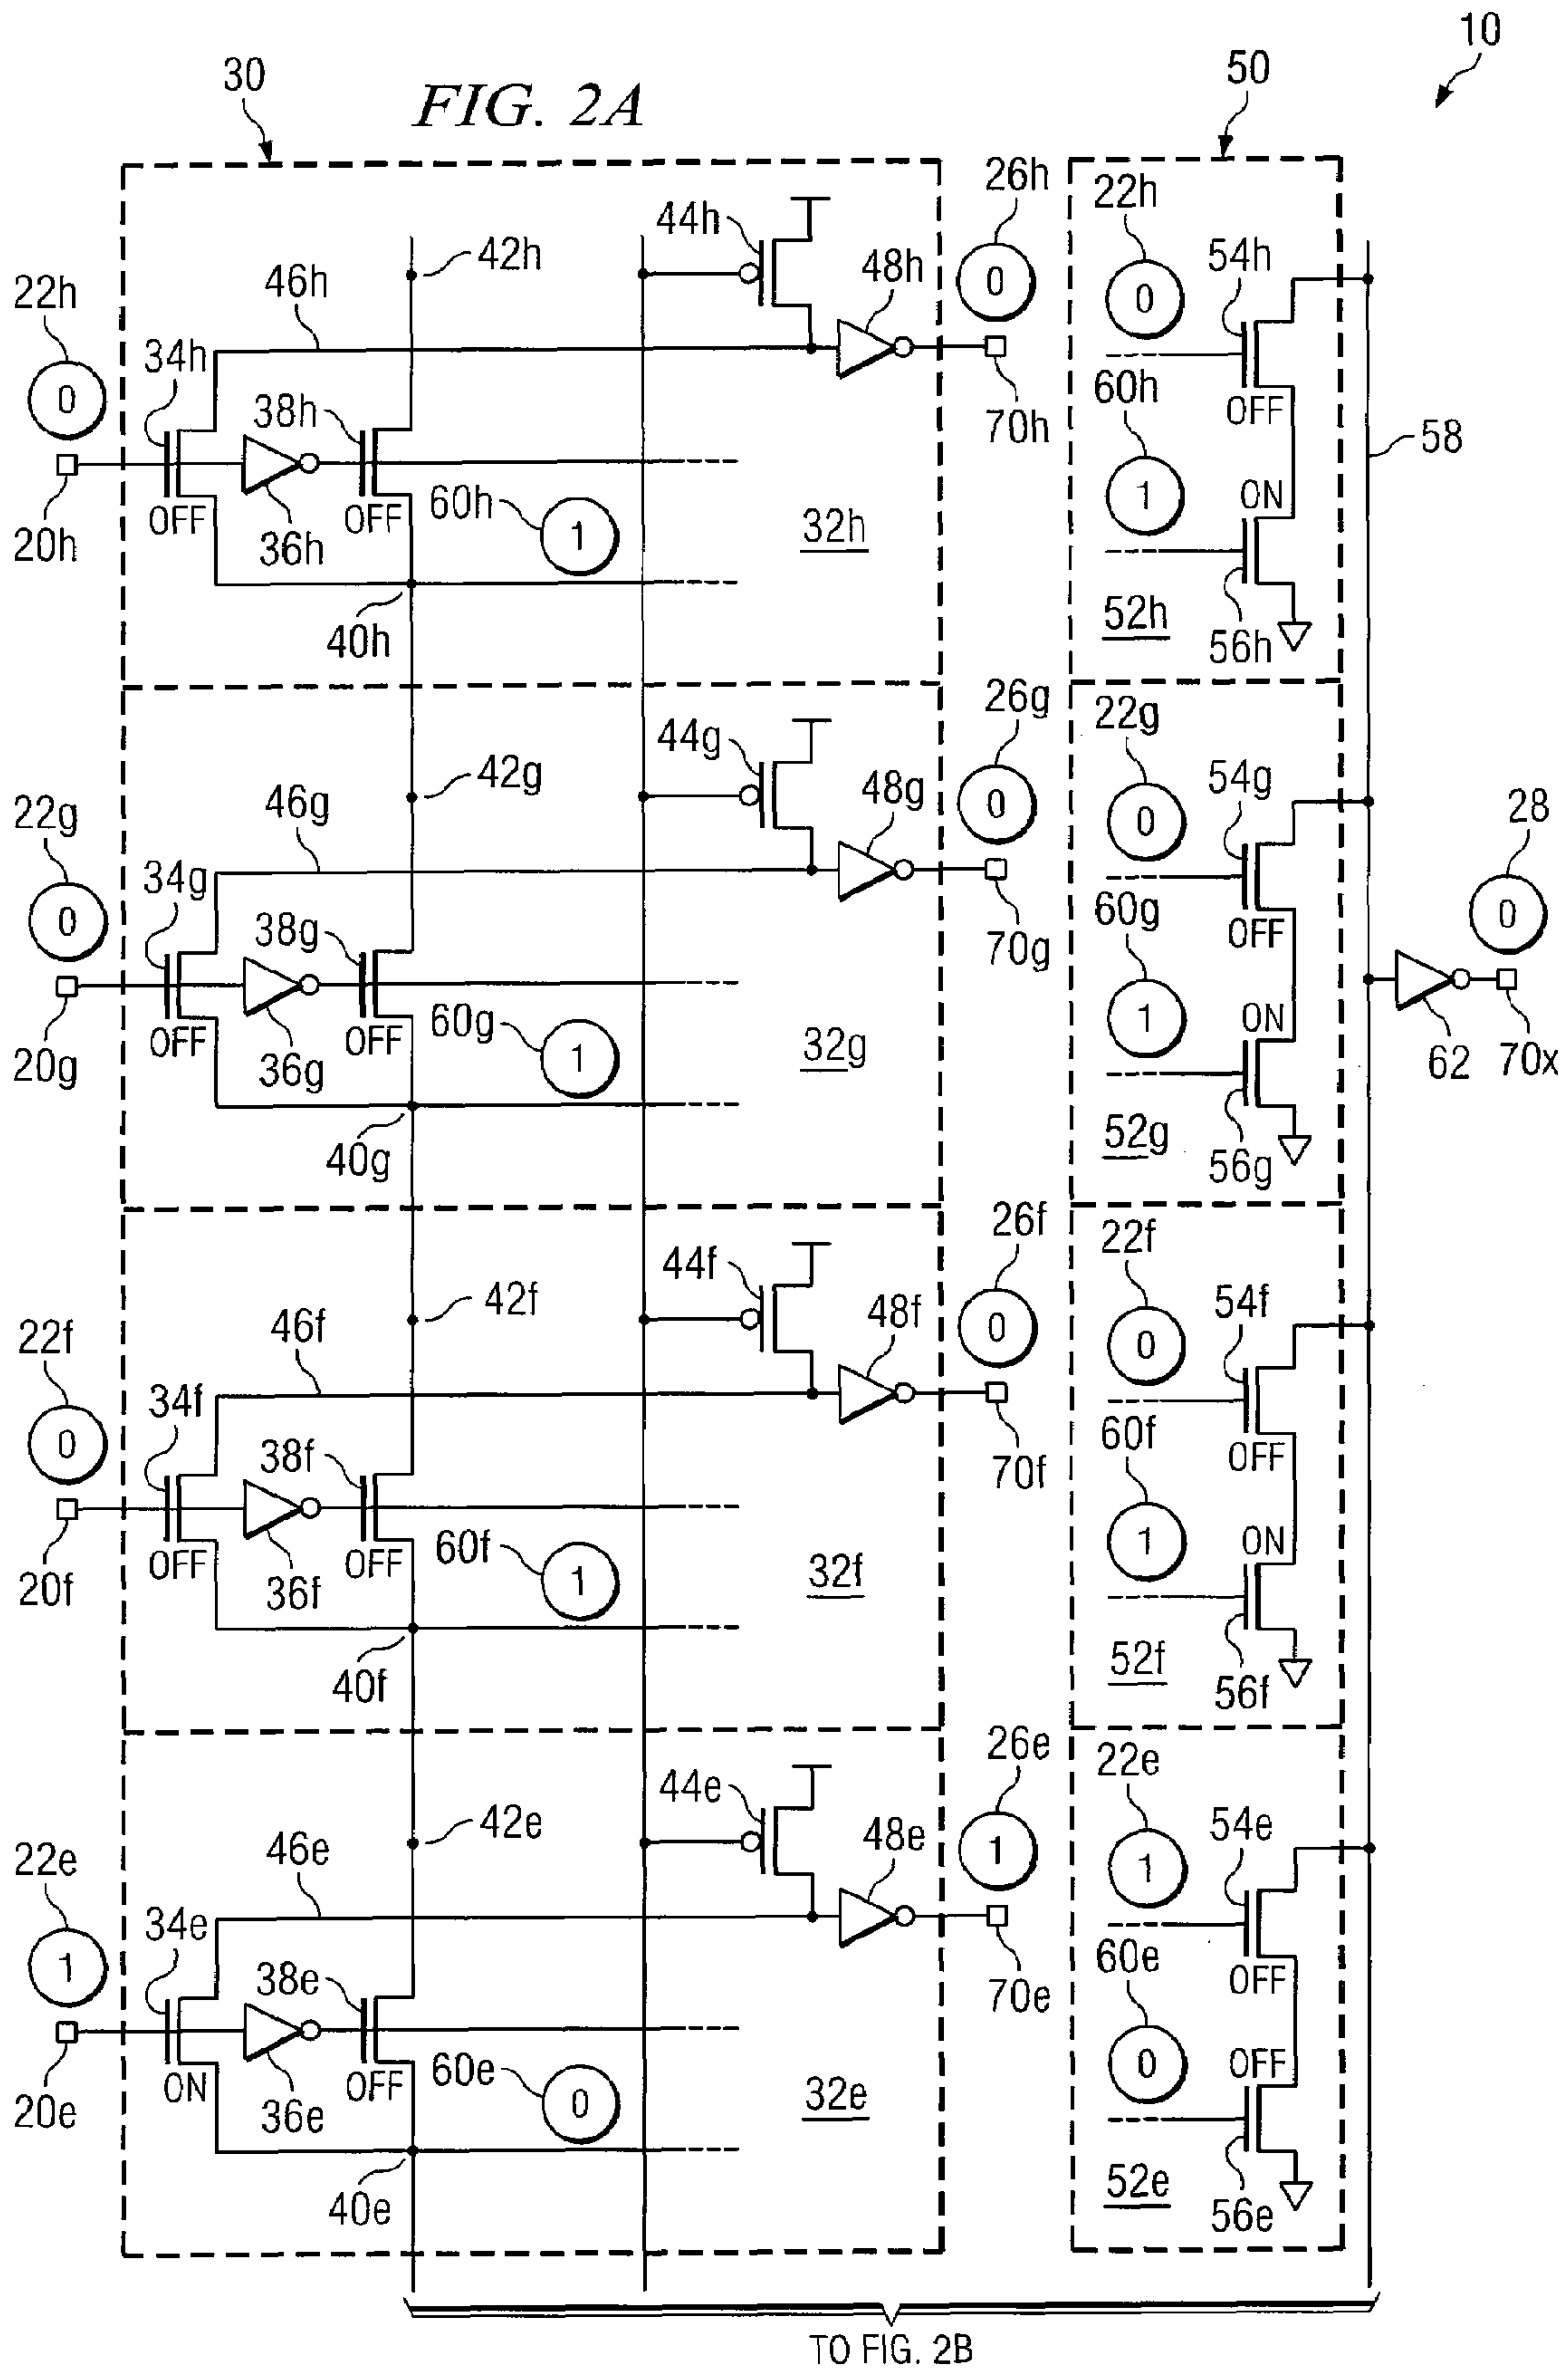 10
30
FIG. 2A
50
26h
22h
44h
42h
54h
46h
48h
0
0
22h
34h
60h
OFF
0
38h
70h
58
1
ON
60h
20h
OFF
36h
OFF
1
32h
52h
40h
56h
26g
22g
44g
42g
54g
28
46g
48g
0
0
22g
34g
60g
OFF
0
0
38g
70g
1
ON
60g
20g
OFF
36g
OFF
1
32g
62
70x
52g
40g
56g
26f
22f
44f
42f
54f
46f
48f
0
0
22f
34f
60f
OFF
0
38f
70f
1
ON
60f
20f
OFF
36f
OFF
1
32f
52f
40f
56f
26e
22e
44e
42e
54e
46e
48e
1
1
22e
34e
60e
OFF
1
38e
70e
0
OFF
60e
20e
ON
36e
OFF
0
32e
52e
40e
56e
TO FIG. 2B